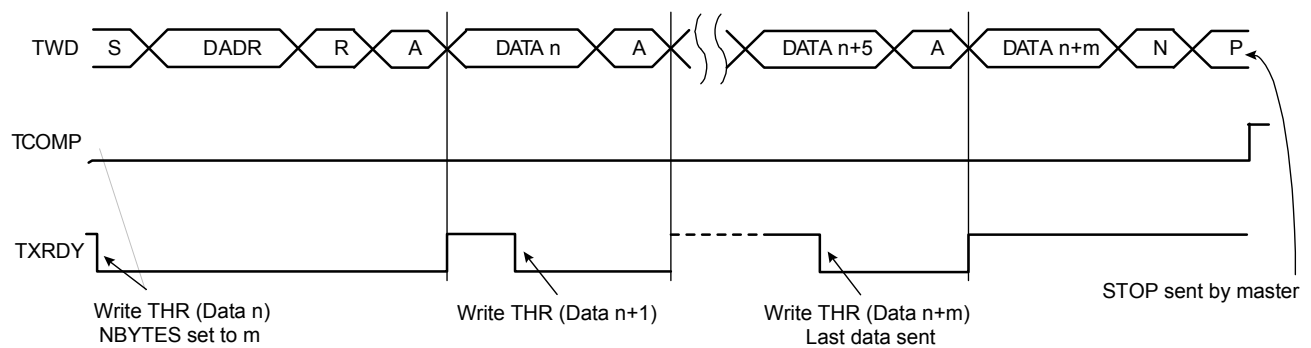 TWD S DADR R A DATA n A DATA n+5 A DATA n+m N P
TCOMP
TXRDY
Write THR (Data n)
NBYTES set to m
Write THR (Data n+1)
Write THR (Data n+m)
Last data sent
STOP sent by master